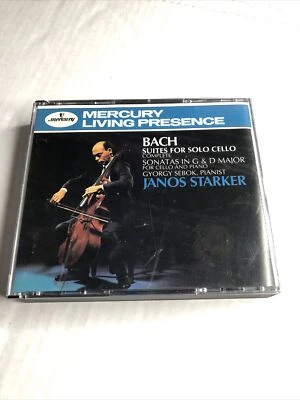 mercury
MERCURY
LIVING PRESENCE
BACH
SUITES FOR SOLO CELLO
COMPLETE
SONATAS IN G & D MAJOR
FOR CELLO AND PIANO
GYORGY SEBOK, PIANIST
JANOS STARKER